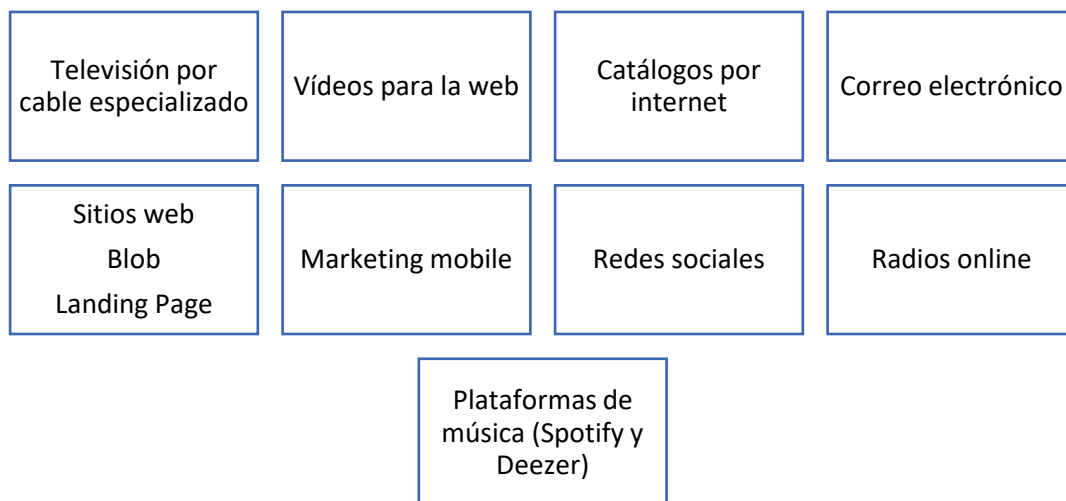 Televisión por
cable especializado
Vídeos para la web
Catálogos por
internet
Correo electrónico
Sitios web
Blob
Landing Page
Marketing mobile
Redes sociales
Radios online
Plataformas de
música (Spotify y
Deezer)